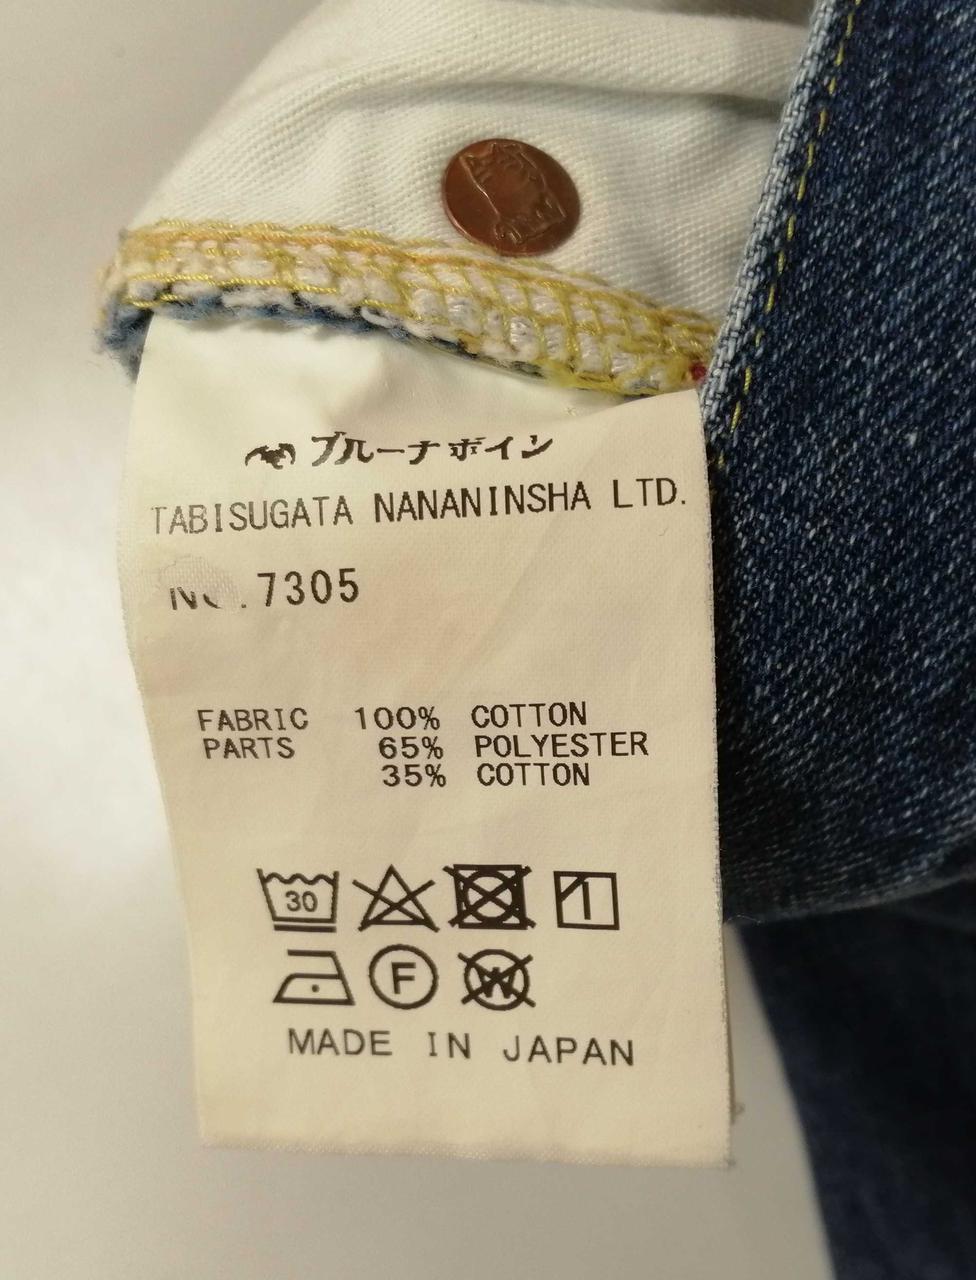 ブルーナボイン
TABISUGATA NANANINSHA LTD.
No.7305
FABRIC 100% COTTON
PARTS 65% POLYESTER
35% COTTON
30
F W
MADE IN JAPAN